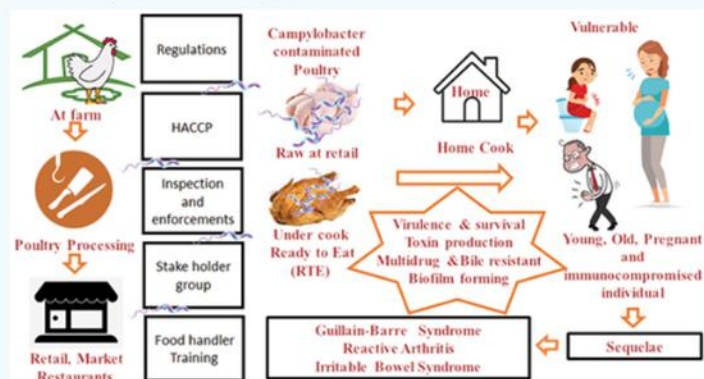 At farm
Poultry Processing
Retail, Market
Restaurants
Regulations
HACCP
Inspection
and
enforcements
Stake holder
group
Food handler
Training
Campylobacter
contaminated
Poultry
Raw at retail
Under cook
Ready to Eat
(RTE)
Home
Home Cook
Virulence & survival
Toxin production
Multidrug &Bile resistant
Biofilm forming
Vulnerable
Young, Old, Pregnant
and
immunocompromised
individual
Sequelae
Guillain-Barre Syndrome
Reactive Arthritis
Irritable Bowel Syndrome